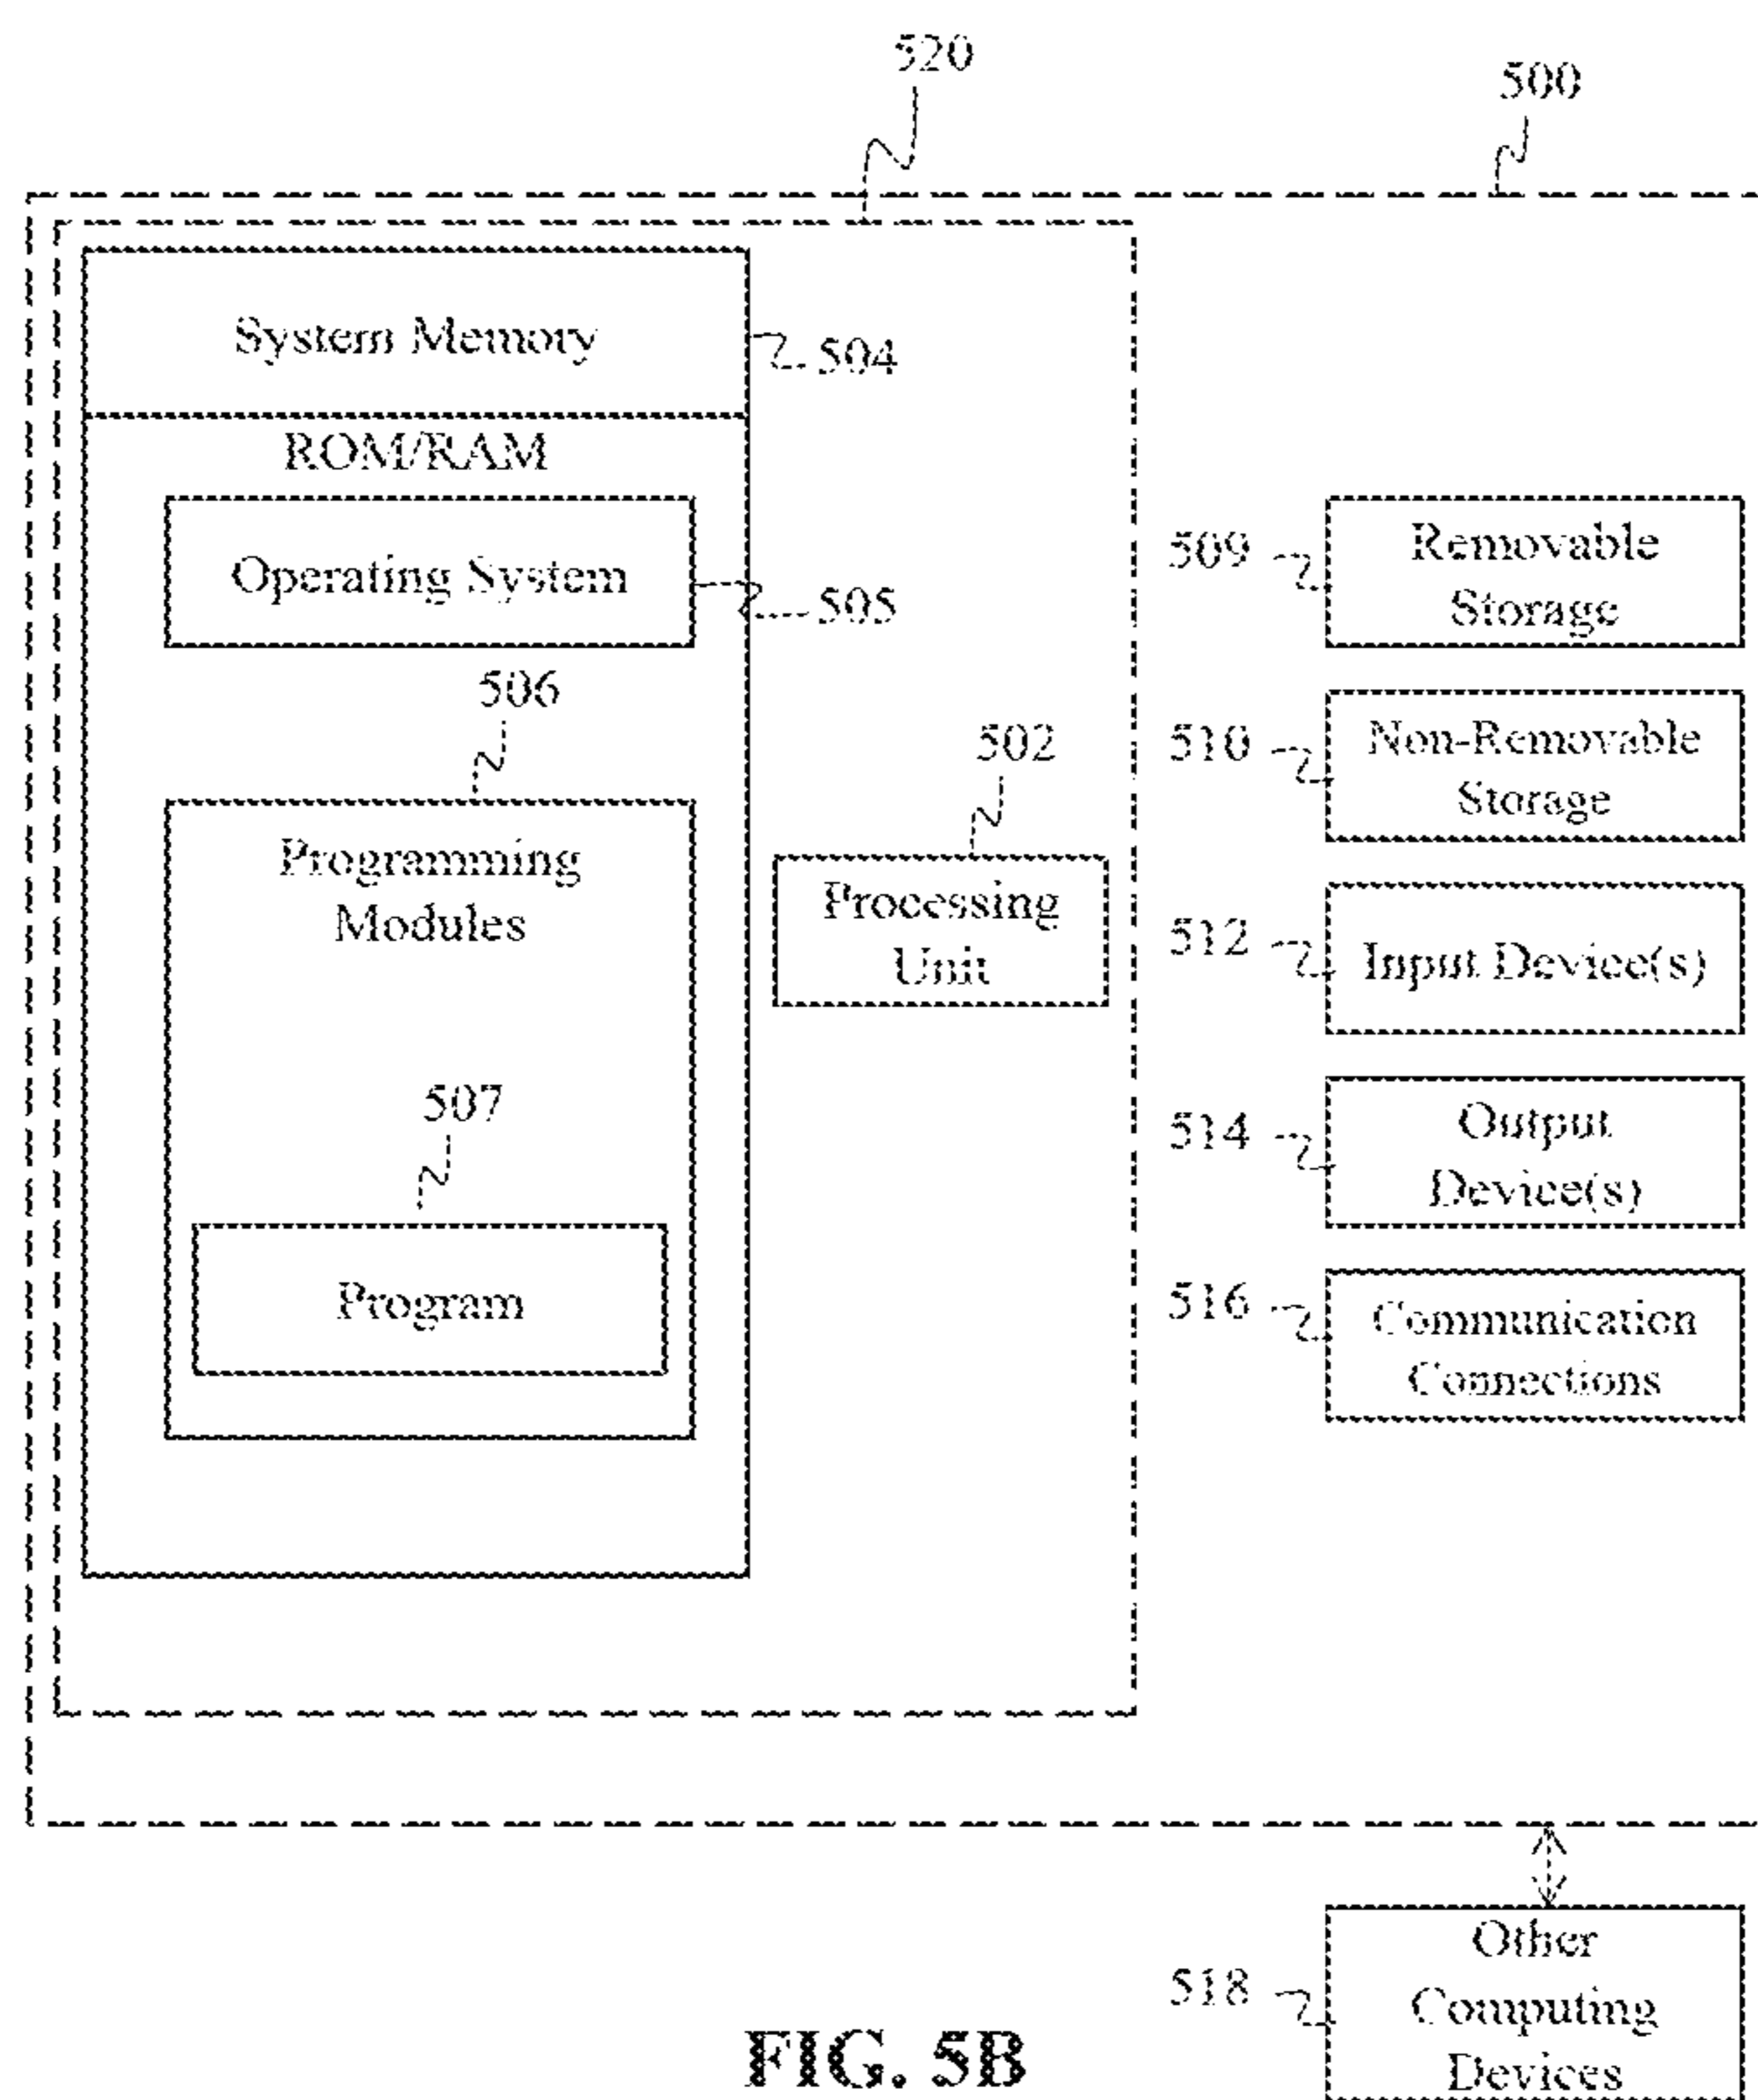 520
500
System Memory
504
ROM/RAM
Operating System
505
506
Programming
Modules
507
Program
502
Processing
Unit
509
Removable
Storage
510
Non-Removable
Storage
512
Input Device(s)
514
Output
Device(s)
516
Communication
Connections
518
Other
Computing
Devices
FIG. 5B